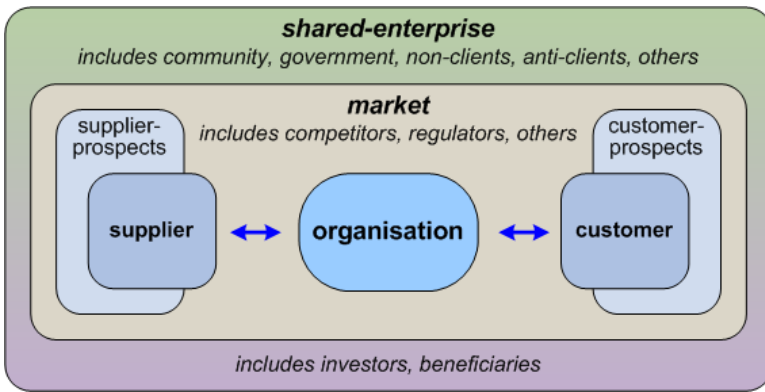 shared-enterprise
includes community, government, non-clients, anti-clients, others
market
includes competitors, regulators, others
supplier-
prospects
customer-
prospects
supplier
organisation
customer
includes investors, beneficiaries